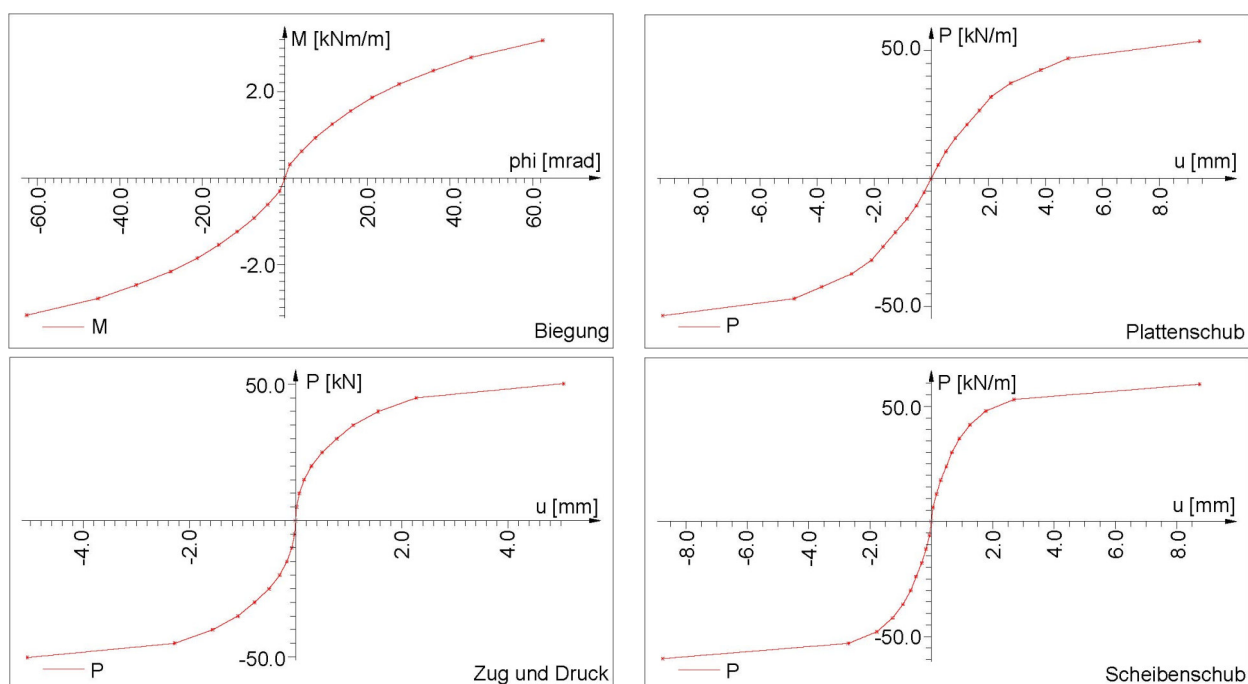 M [kNm/m]
2.0
phi [mrad]
-60.0 -40.0 -20.0 20.0 40.0 60.0
-2.0
M
Biegung
P [kN/m]
50.0
u [mm]
-8.0 -6.0 -4.0 -2.0 2.0 4.0 6.0 8.0
-50.0
P
Plattenschub
P [kN]
50.0
u [mm]
-4.0 -2.0 2.0 4.0
-50.0
P
Zug und Druck
P [kN/m]
50.0
u [mm]
-8.0 -6.0 -4.0 -2.0 2.0 4.0 6.0 8.0
-50.0
P
Scheibenschub